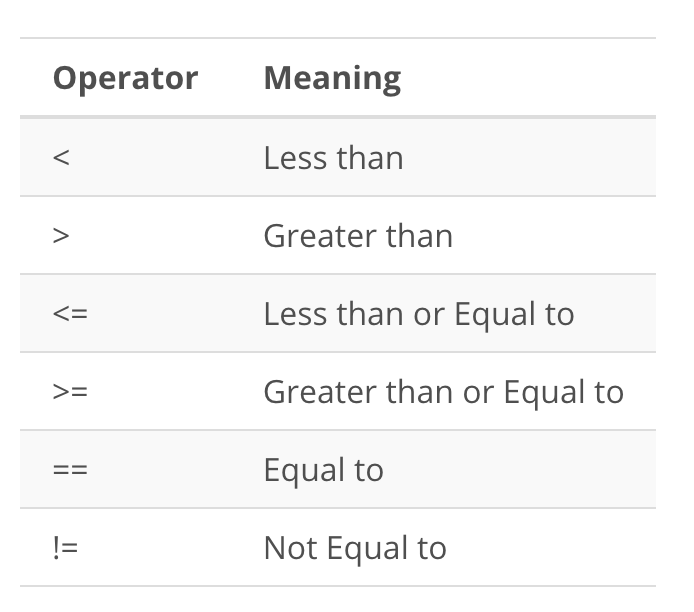 Operator Meaning
< Less than
> Greater than
<= Less than or Equal to
>= Greater than or Equal to
== Equal to
!= Not Equal to